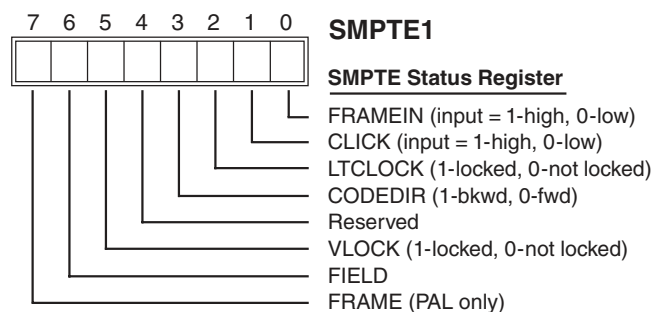 7 6 5 4 3 2 1 0
SMPTE1
SMPTE Status Register
FRAMEIN (input = 1-high, 0-low)
CLICK (input = 1-high, 0-low)
LTCLOCK (1-locked, 0-not locked)
CODEDIR (1-bkwd, 0-fwd)
Reserved
VLOCK (1-locked, 0-not locked)
FIELD
FRAME (PAL only)